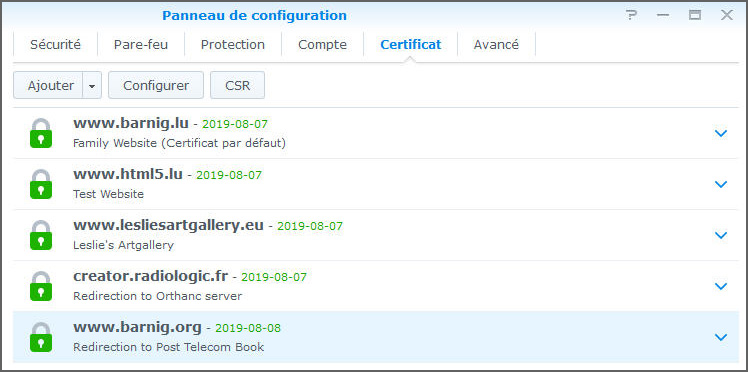 Panneau de configuration
Sécurité Pare-feu Protection Compte Certificat Avancé
Ajouter Configurer CSR
www.barnig.lu - 2019-08-07
Family Website (Certificat par défaut)
www.html5.lu - 2019-08-07
Test Website
www.lesliesartgallery.eu - 2019-08-07
Leslie's Artgallery
creator.radiologic.fr - 2019-08-07
Redirection to Orthanc server
www.barnig.org - 2019-08-08
Redirection to Post Telecom Book